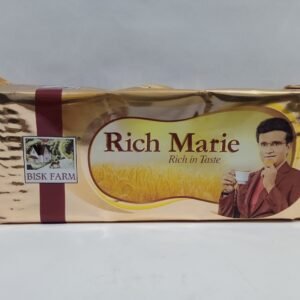 Rich Marie
Rich in Taste
BISK FARM